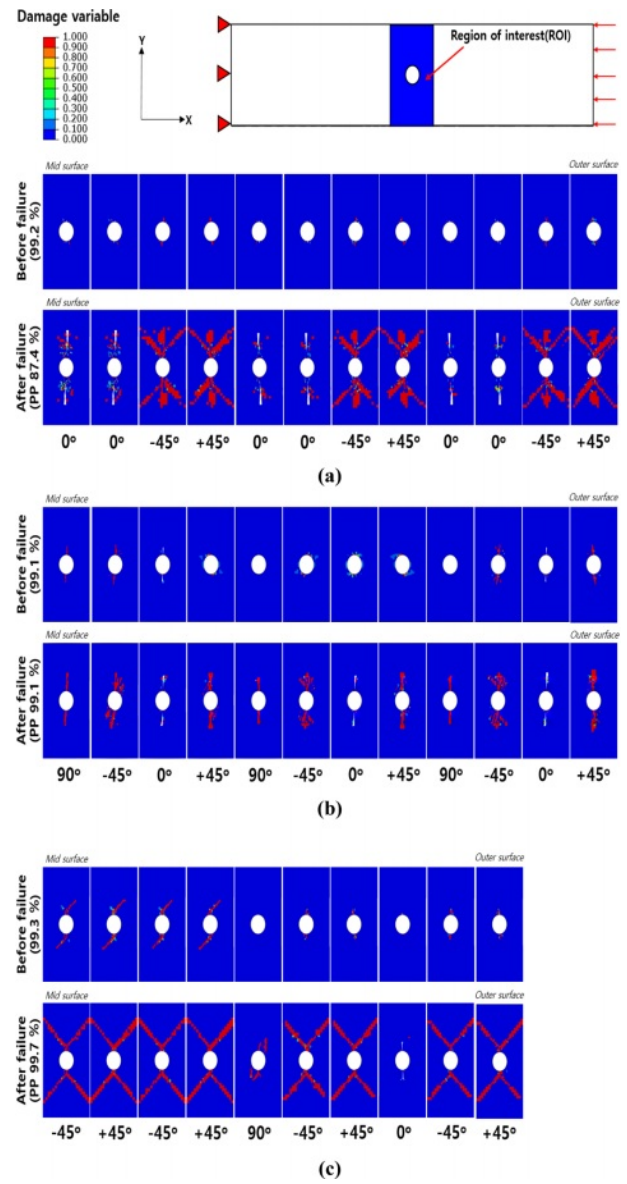 Damage variable
1.000
0.900
0.800
0.700
0.600
0.500
0.400
0.300
0.200
0.100
0.000
Y
X
Region of interest(ROI)
Mid surface
Outer surface
Before failure
(99.2 %)
Mid surface
Outer surface
After failure
(PP 87.4 %)
0° 0° -45° +45° 0° 0° -45° +45° 0° 0° -45° +45°
(a)
Mid surface
Outer surface
Before failure
(99.1 %)
Mid surface
Outer surface
After failure
(PP 99.1 %)
90° -45° 0° +45° 90° -45° 0° +45° 90° -45° 0° +45°
(b)
Mid surface
Outer surface
Before failure
(99.3 %)
Mid surface
Outer surface
After failure
(PP 99.7 %)
-45° +45° -45° +45° 90° -45° +45° 0° -45° +45°
(c)